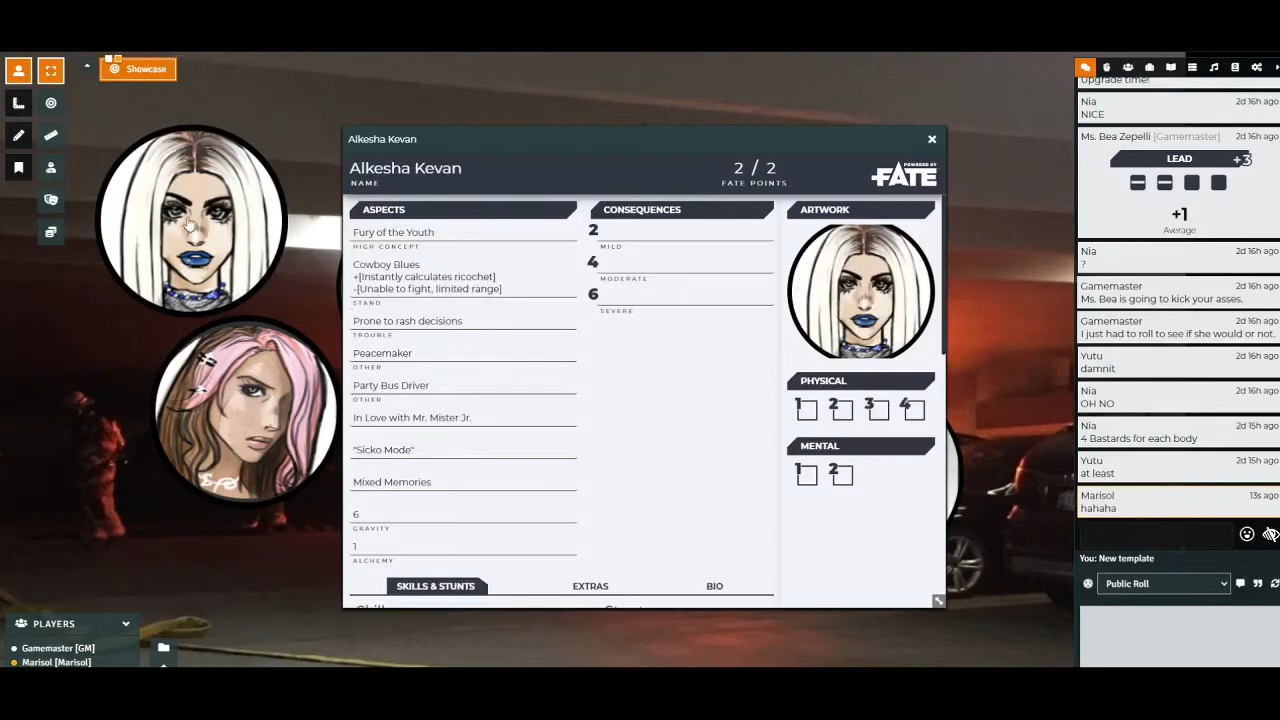 Showcase
Alkesha Kevan
Alkesha Kevan
NAME
2 / 2
FATE POINTS
POWERED BY
FATE
ASPECTS
Fury of the Youth
HIGH CONCEPT
Cowboy Blues
+[Instantly calculates ricochet]
-[Unable to fight, limited range]
STAND
Prone to rash decisions
TROUBLE
Peacemaker
OTHER
Party Bus Driver
OTHER
In Love with Mr. Mister Jr.
"Sicko Mode"
Mixed Memories
6
GRAVITY
1
ALCHEMY
CONSEQUENCES
2
MILD
4
MODERATE
6
SEVERE
ARTWORK
PHYSICAL
1 2 3 4
MENTAL
1 2
SKILLS & STUNTS
EXTRAS
BIO
PLAYERS
Gamemaster [GM]
Marisol [Marisol]
Upgrade time!
Nia 2d 16h ago
NICE
Ms. Bea Zepelli [Gamemaster] 2d 16h ago
LEAD +3
+1
Average
Nia 2d 16h ago
?
Gamemaster 2d 16h ago
Ms. Bea is going to kick your asses.
Gamemaster 2d 16h ago
I just had to roll to see if she would or not.
Yutu 2d 16h ago
damnit
Nia 2d 16h ago
OH NO
Nia 2d 15h ago
4 Bastards for each body
Yutu 2d 15h ago
at least
Marisol 13s ago
hahaha
You: New template
Public Roll